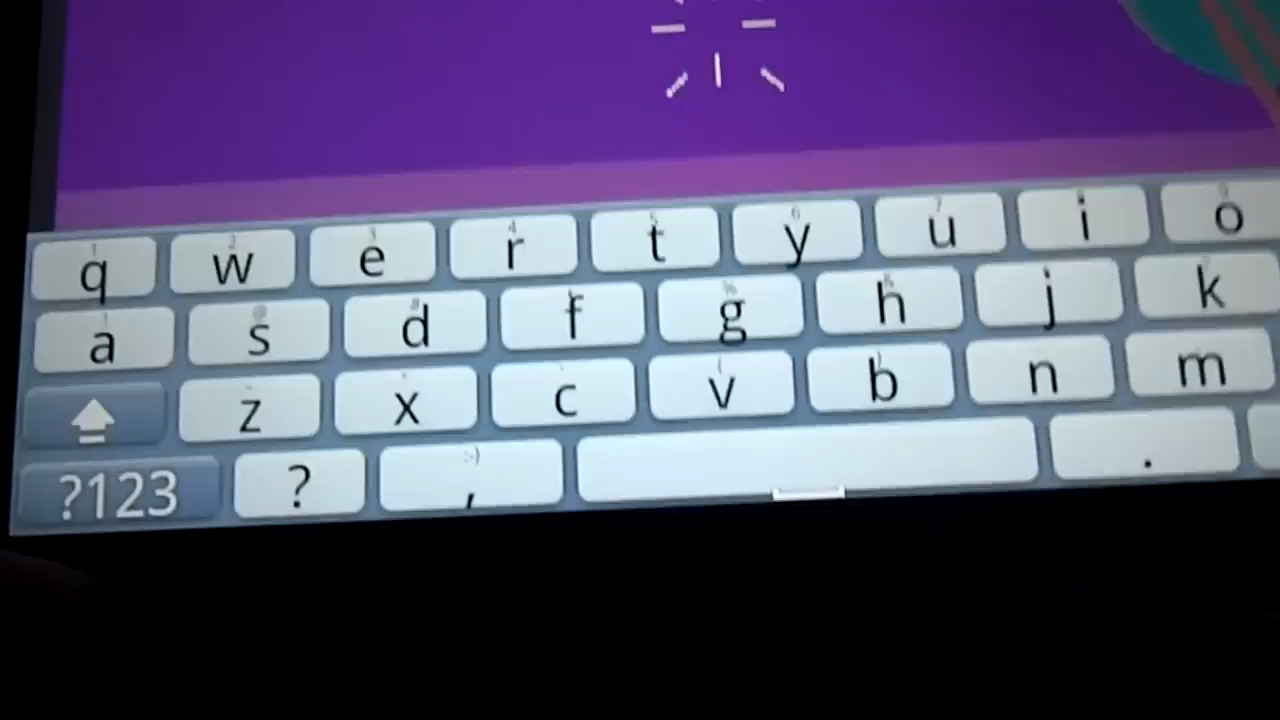 q w e r t y u i o
a s d f g h j k
z x c v b n m
?123 ? , .